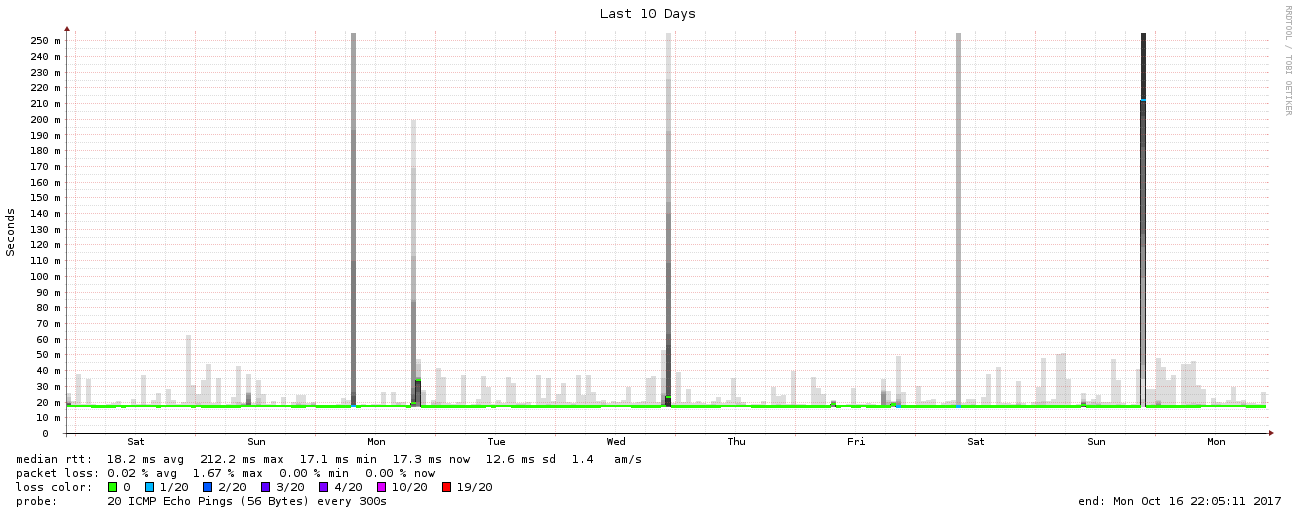 Last 10 Days
RRDTOOL / TOBI OETIKER
Seconds
250 m
240 m
230 m
220 m
210 m
200 m
190 m
180 m
170 m
160 m
150 m
140 m
130 m
120 m
110 m
100 m
90 m
80 m
70 m
60 m
50 m
40 m
30 m
20 m
10 m
0
Sat Sun Mon Tue Wed Thu Fri Sat Sun Mon
median rtt: 18.2 ms avg 212.2 ms max 17.1 ms min 17.3 ms now 12.6 ms sd 1.4 am/s
packet loss: 0.02 % avg 1.67 % max 0.00 % min 0.00 % now
loss color: 0 1/20 2/20 3/20 4/20 10/20 19/20
probe: 20 ICMP Echo Pings (56 Bytes) every 300s end: Mon Oct 16 22:05:11 2017